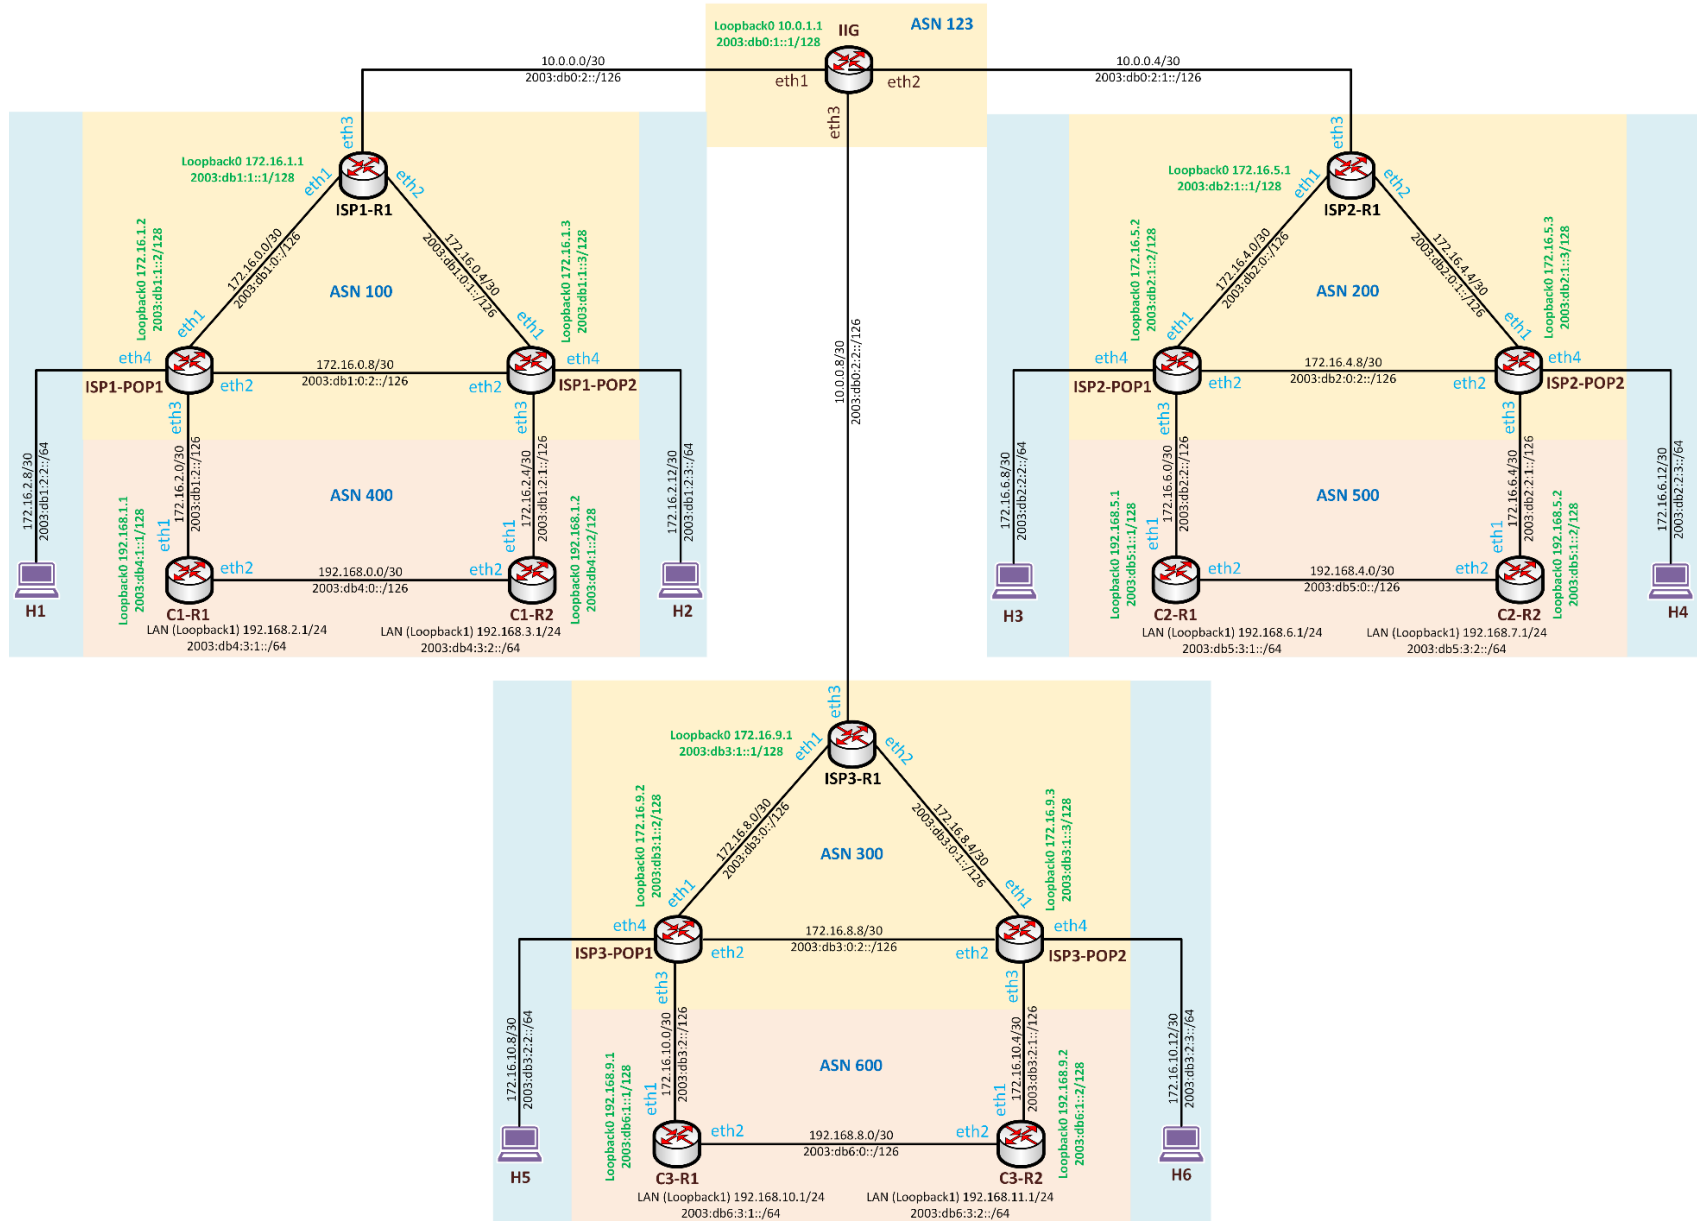 Loopback0 10.0.1.1
2003:db0:1::1/128
IIG
ASN 123
10.0.0.0/30
2003:db0:2::/126
eth1
eth2
eth3
10.0.0.4/30
2003:db0:2:1::/126
eth3
Loopback0 172.16.1.1
2003:db1:1::1/128
eth1
eth2
ISP1-R1
Loopback0 172.16.1.2
2003:db1:1::2/128
172.16.0.0/30
2003:db1:0::/126
172.16.0.4/30
2003:db1:0:1::/126
Loopback0 172.16.1.3
2003:db1:1::3/128
ASN 100
eth1
eth1
eth4
ISP1-POP1
eth2
172.16.0.8/30
2003:db1:0:2::/126
eth2
eth4
ISP1-POP2
eth3
eth3
172.16.2.8/30
2003:db1:2:2::/64
172.16.2.0/30
2003:db1:2::/126
172.16.2.4/30
2003:db1:2:1::/126
172.16.2.12/30
2003:db1:2:3::/64
ASN 400
Loopback0 192.168.1.1
2003:db4:1::1/128
eth1
eth1
Loopback0 192.168.1.2
2003:db4:1::2/128
eth2
192.168.0.0/30
2003:db4:0::/126
eth2
H1
C1-R1
C1-R2
H2
LAN (Loopback1) 192.168.2.1/24
2003:db4:3:1::/64
LAN (Loopback1) 192.168.3.1/24
2003:db4:3:2::/64
eth3
Loopback0 172.16.5.1
2003:db2:1::1/128
eth1
eth2
ISP2-R1
Loopback0 172.16.5.2
2003:db2:1::2/128
172.16.4.0/30
2003:db2:0::/126
172.16.4.4/30
2003:db2:0:1::/126
Loopback0 172.16.5.3
2003:db2:1::3/128
ASN 200
eth1
eth1
eth4
ISP2-POP1
eth2
172.16.4.8/30
2003:db2:0:2::/126
eth2
eth4
ISP2-POP2
eth3
eth3
172.16.6.8/30
2003:db2:2:2::/64
172.16.6.0/30
2003:db2:2::/126
172.16.6.4/30
2003:db2:2:1::/126
172.16.6.12/30
2003:db2:2:3::/64
ASN 500
Loopback0 192.168.5.1
2003:db5:1::1/128
eth1
eth1
Loopback0 192.168.5.2
2003:db5:1::2/128
eth2
192.168.4.0/30
2003:db5:0::/126
eth2
H3
C2-R1
C2-R2
H4
LAN (Loopback1) 192.168.6.1/24
2003:db5:3:1::/64
LAN (Loopback1) 192.168.7.1/24
2003:db5:3:2::/64
10.0.0.8/30
2003:db0:2:2::/126
eth3
Loopback0 172.16.9.1
2003:db3:1::1/128
eth1
eth2
ISP3-R1
Loopback0 172.16.9.2
2003:db3:1::2/128
172.16.8.0/30
2003:db3:0::/126
172.16.8.4/30
2003:db3:0:1::/126
Loopback0 172.16.9.3
2003:db3:1::3/128
ASN 300
eth1
eth1
eth4
ISP3-POP1
eth2
172.16.8.8/30
2003:db3:0:2::/126
eth2
eth4
ISP3-POP2
eth3
eth3
172.16.10.8/30
2003:db3:2:2::/64
172.16.10.0/30
2003:db3:2::/126
172.16.10.4/30
2003:db3:2:1::/126
172.16.10.12/30
2003:db3:2:3::/64
ASN 600
Loopback0 192.168.9.1
2003:db6:1::1/128
eth1
eth1
Loopback0 192.168.9.2
2003:db6:1::2/128
eth2
192.168.8.0/30
2003:db6:0::/126
eth2
H5
C3-R1
C3-R2
H6
LAN (Loopback1) 192.168.10.1/24
2003:db6:3:1::/64
LAN (Loopback1) 192.168.11.1/24
2003:db6:3:2::/64